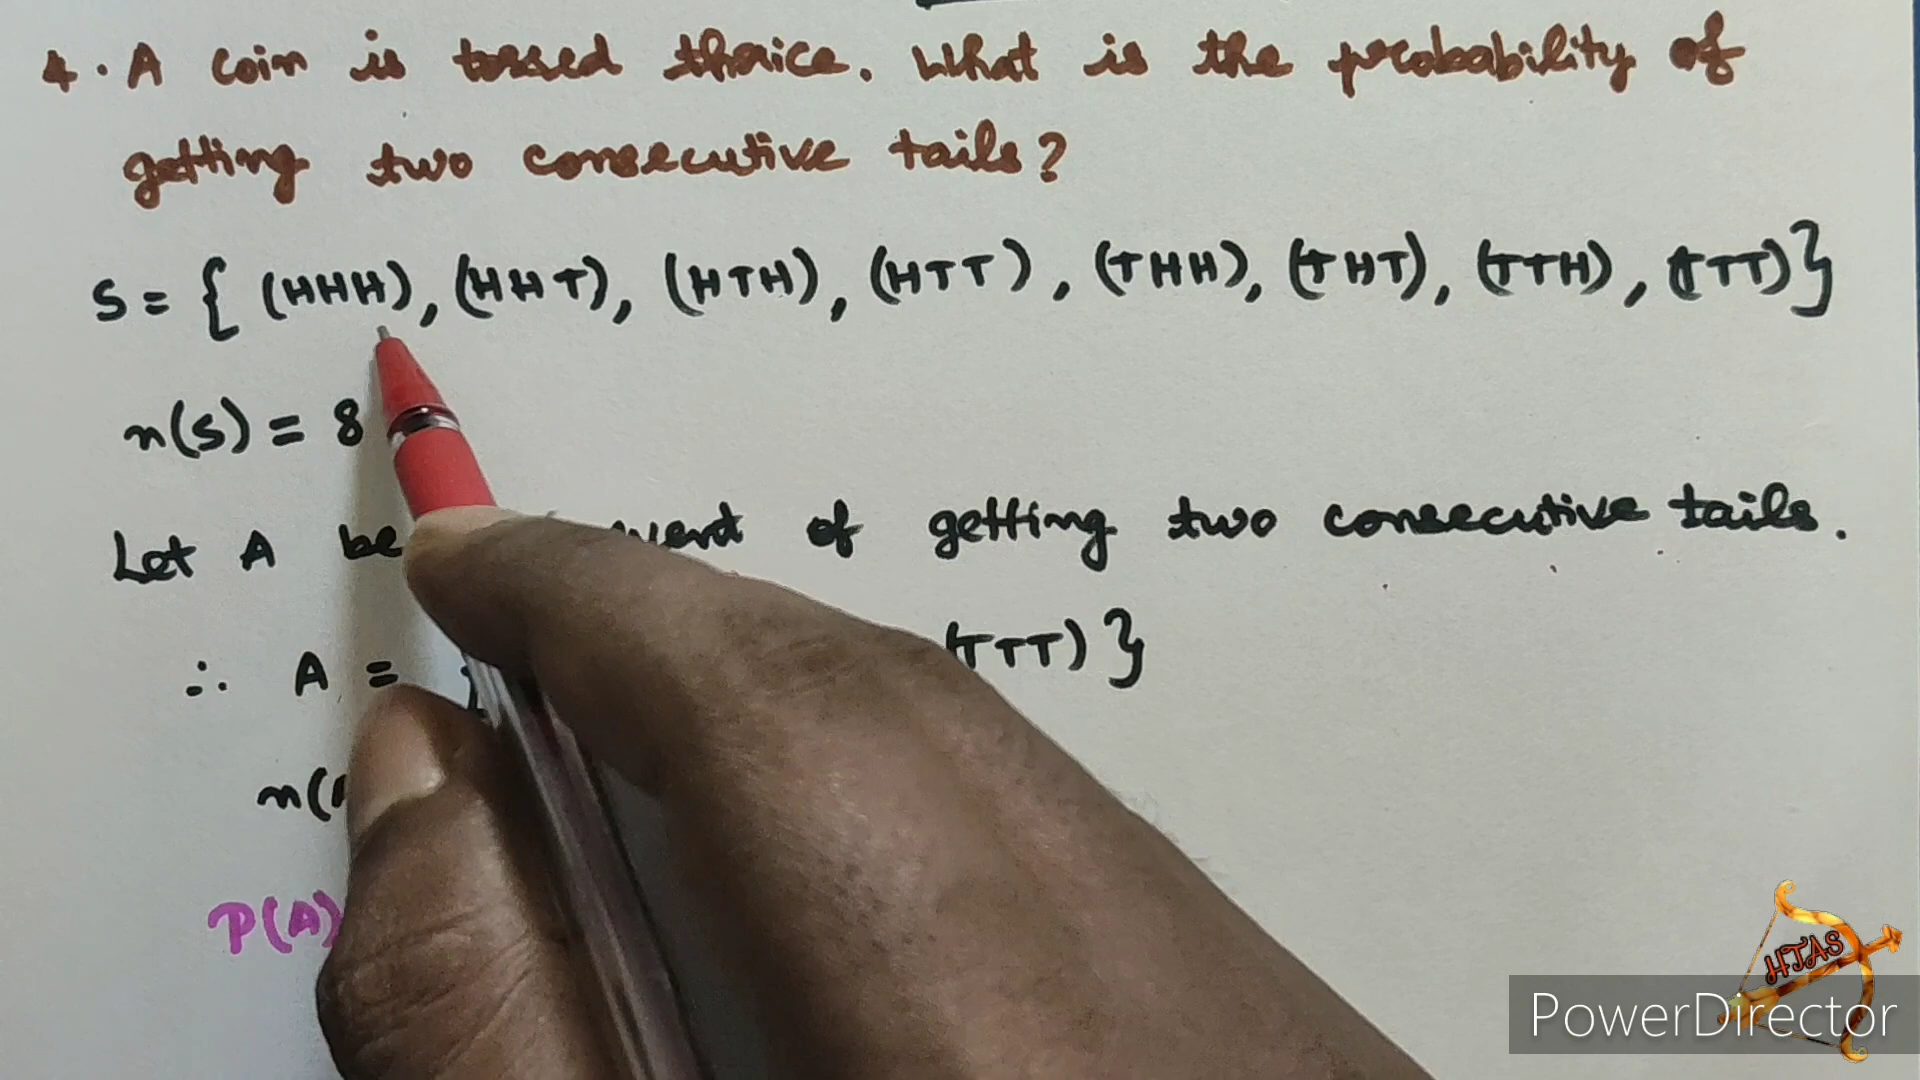 4. A coin is tossed thrice. What is the probability of
getting two consecutive tails?
S = { (HHH), (HHT), (HTH), (HTT), (THH), (THT), (TTH), (TTT)}
n(S) = 8
Let A be of getting two consecutive tails.
∴ A = (TTT) }
n(
P(A)
HTAS
PowerDirector